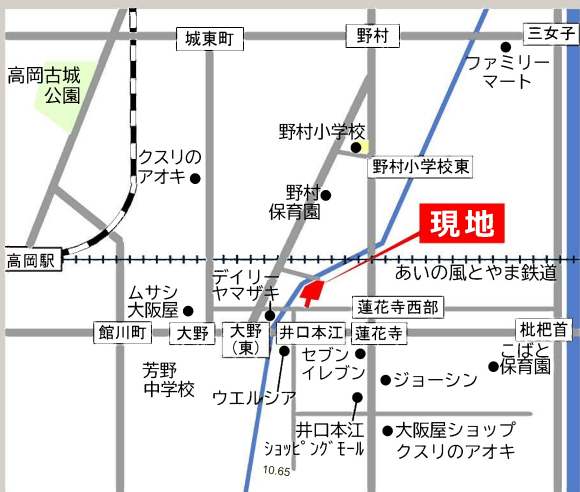 城東町
野村
三女子
ファミリー
マート
高岡古城
公園
野村小学校
クスリの
アオキ
野村小学校東
野村
保育園
現地
高岡駅
あいの風とやま鉄道
デイリー
ヤマザキ
ムサシ
大阪屋
蓮花寺西部
館川町
大野
大野
(東)
井口本江
蓮花寺
枇杷首
こばと
保育園
セブン
イレブン
芳野
中学校
ジョーシン
ウエルシア
井口本江
ショッピングモール
大阪屋ショップ
クスリのアオキ
10.65